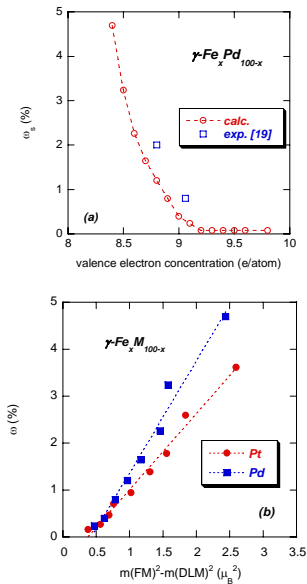 5
4
3
2
1
0
ω_s (%)
γ-Fe_xPd_100-x
calc.
exp. [19]
(a)
8 8.5 9 9.5 10
valence electron concentration (e/atom)
5
4
3
2
1
0
ω (%)
γ-Fe_xM_100-x
Pt
Pd
(b)
0 0.5 1 1.5 2 2.5 3 3.5
m(FM)²-m(DLM)² (μ_B²)